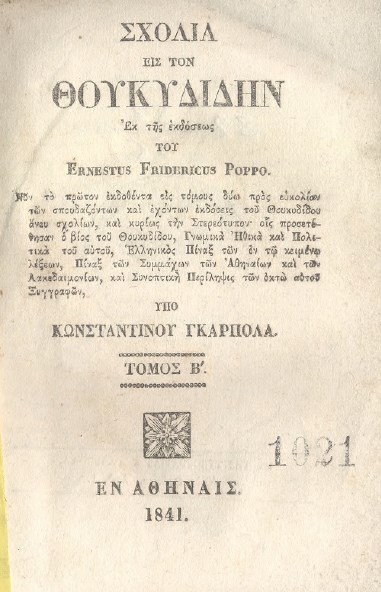 ΣΧΟΛΙΑ
ΕΙΣ ΤΟΝ
ΘΟΥΚΥΔΙΔΗΝ
Ἐκ τῆς ἐκδόσεως
ΤΟΥ
ERNESTUS FRIDERICUS POPPO.
Νῦν τὸ πρῶτον ἐκδοθέντα εἰς τόμους δύω πρὸς εὐκολίαν
τῶν σπουδαζόντων καὶ ἐχόντων ἐκδόσεις τοῦ Θουκυδίδου
ἄνευ σχολίων, καὶ κυρίως τὴν Στερεότυπον· οἷς προσετέ-
θησαν ὁ βίος τοῦ Θουκυδίδου, Γνωμικὰ Ἠθικὰ καὶ Πολι-
τικὰ τοῦ αὐτοῦ, Ἑλληνικὸς Πίναξ τῶν ἐν τῷ κειμένῳ
λέξεων, Πίναξ τῶν Συμμάχων τῶν Ἀθηναίων καὶ τῶν
Λακεδαιμονίων, καὶ Συνοπτικὴ Περίληψις τῶν ὀκτὼ αὐτοῦ
Ξυγγραφῶν,
ΥΠΟ
ΚΩΝΣΤΑΝΤΙΝΟΥ ΓΚΑΡΠΟΛΑ.
ΤΟΜΟΣ Β′.
1021
ΕΝ ΑΘΗΝΑΙΣ.
1841.